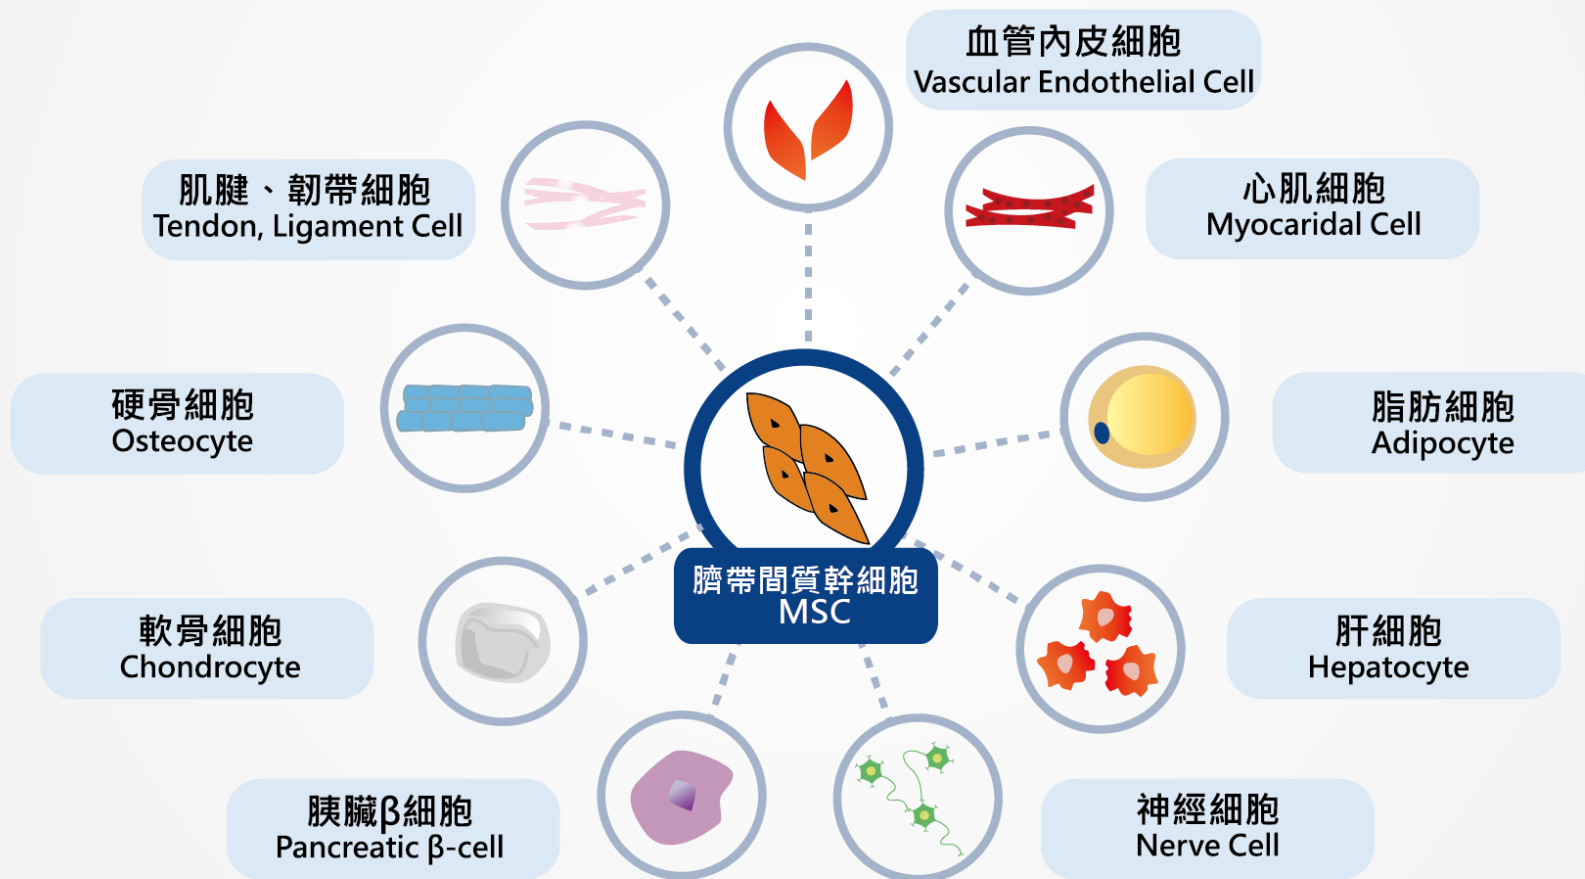 血管內皮細胞
Vascular Endothelial Cell
肌腱、韌帶細胞
Tendon, Ligament Cell
心肌細胞
Myocaridal Cell
硬骨細胞
Osteocyte
脂肪細胞
Adipocyte
臍帶間質幹細胞
MSC
軟骨細胞
Chondrocyte
肝細胞
Hepatocyte
胰臟β細胞
Pancreatic β-cell
神經細胞
Nerve Cell